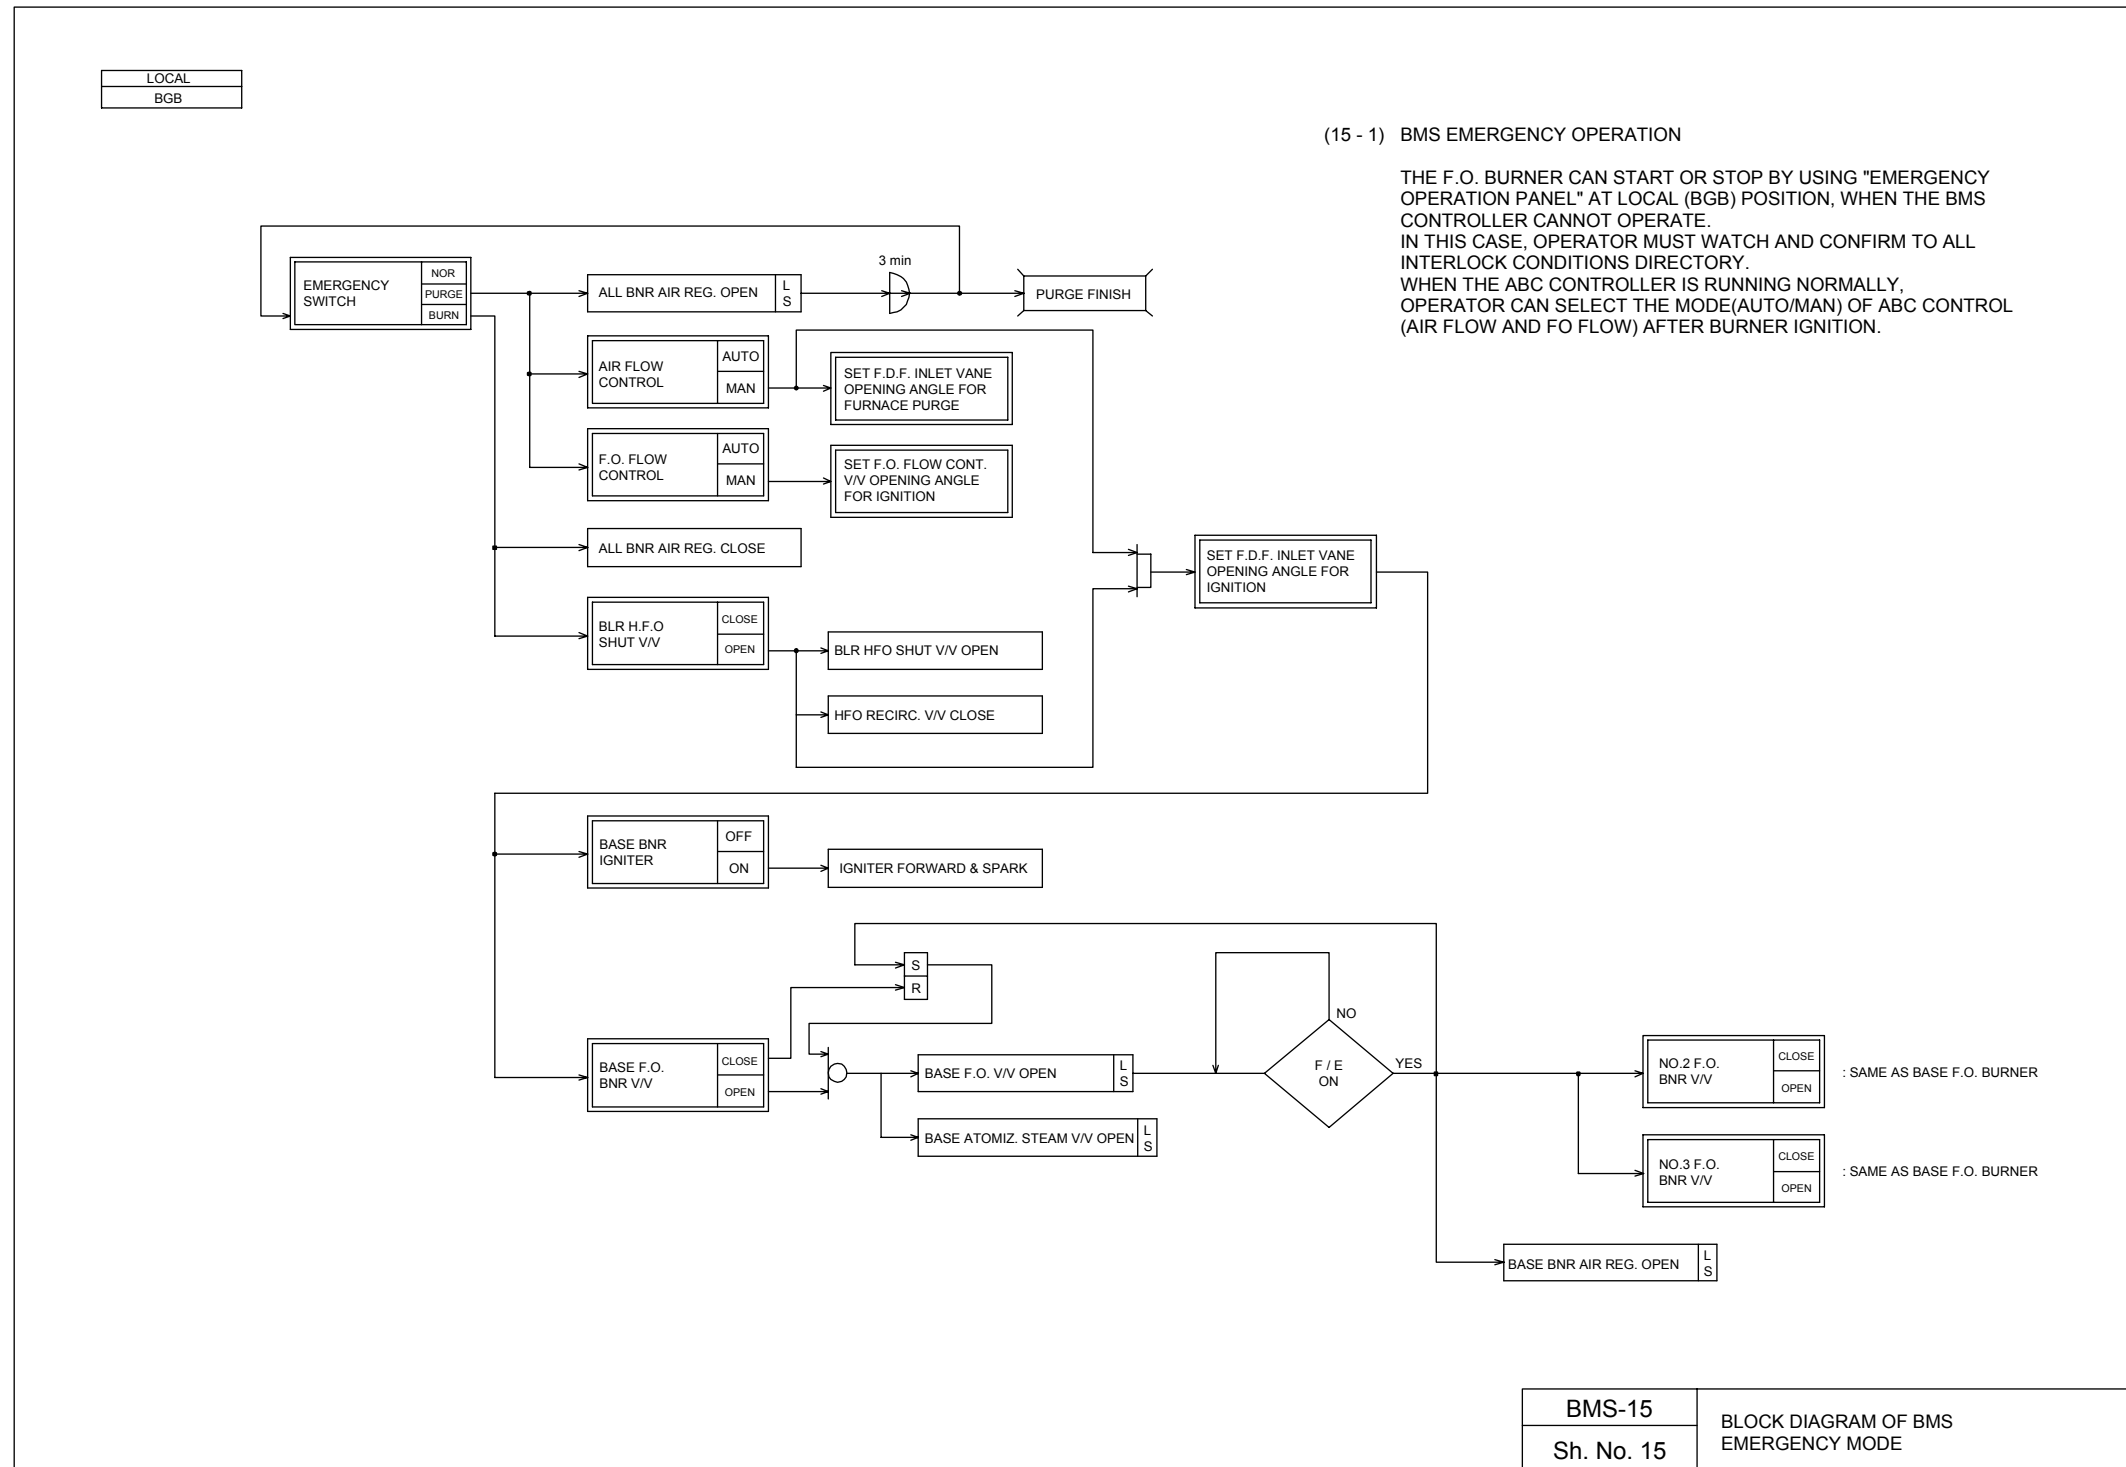 LOCAL
BGB
(15 - 1) BMS EMERGENCY OPERATION
THE F.O. BURNER CAN START OR STOP BY USING "EMERGENCY
OPERATION PANEL" AT LOCAL (BGB) POSITION, WHEN THE BMS
CONTROLLER CANNOT OPERATE.
IN THIS CASE, OPERATOR MUST WATCH AND CONFIRM TO ALL
INTERLOCK CONDITIONS DIRECTORY.
WHEN THE ABC CONTROLLER IS RUNNING NORMALLY,
OPERATOR CAN SELECT THE MODE(AUTO/MAN) OF ABC CONTROL
(AIR FLOW AND FO FLOW) AFTER BURNER IGNITION.
EMERGENCY
SWITCH
NOR
PURGE
BURN
ALL BNR AIR REG. OPEN
L
S
3 min
PURGE FINISH
AIR FLOW
CONTROL
AUTO
MAN
SET F.D.F. INLET VANE
OPENING ANGLE FOR
FURNACE PURGE
F.O. FLOW
CONTROL
AUTO
MAN
SET F.O. FLOW CONT.
V/V OPENING ANGLE
FOR IGNITION
ALL BNR AIR REG. CLOSE
SET F.D.F. INLET VANE
OPENING ANGLE FOR
IGNITION
BLR H.F.O
SHUT V/V
CLOSE
OPEN
BLR HFO SHUT V/V OPEN
HFO RECIRC. V/V CLOSE
BASE BNR
IGNITER
OFF
ON
IGNITER FORWARD & SPARK
S
R
BASE F.O.
BNR V/V
CLOSE
OPEN
BASE F.O. V/V OPEN
L
S
BASE ATOMIZ. STEAM V/V OPEN
L
S
NO
F / E
ON
YES
NO.2 F.O.
BNR V/V
CLOSE
OPEN
: SAME AS BASE F.O. BURNER
NO.3 F.O.
BNR V/V
CLOSE
OPEN
: SAME AS BASE F.O. BURNER
BASE BNR AIR REG. OPEN
L
S
BMS-15
Sh. No. 15
BLOCK DIAGRAM OF BMS
EMERGENCY MODE